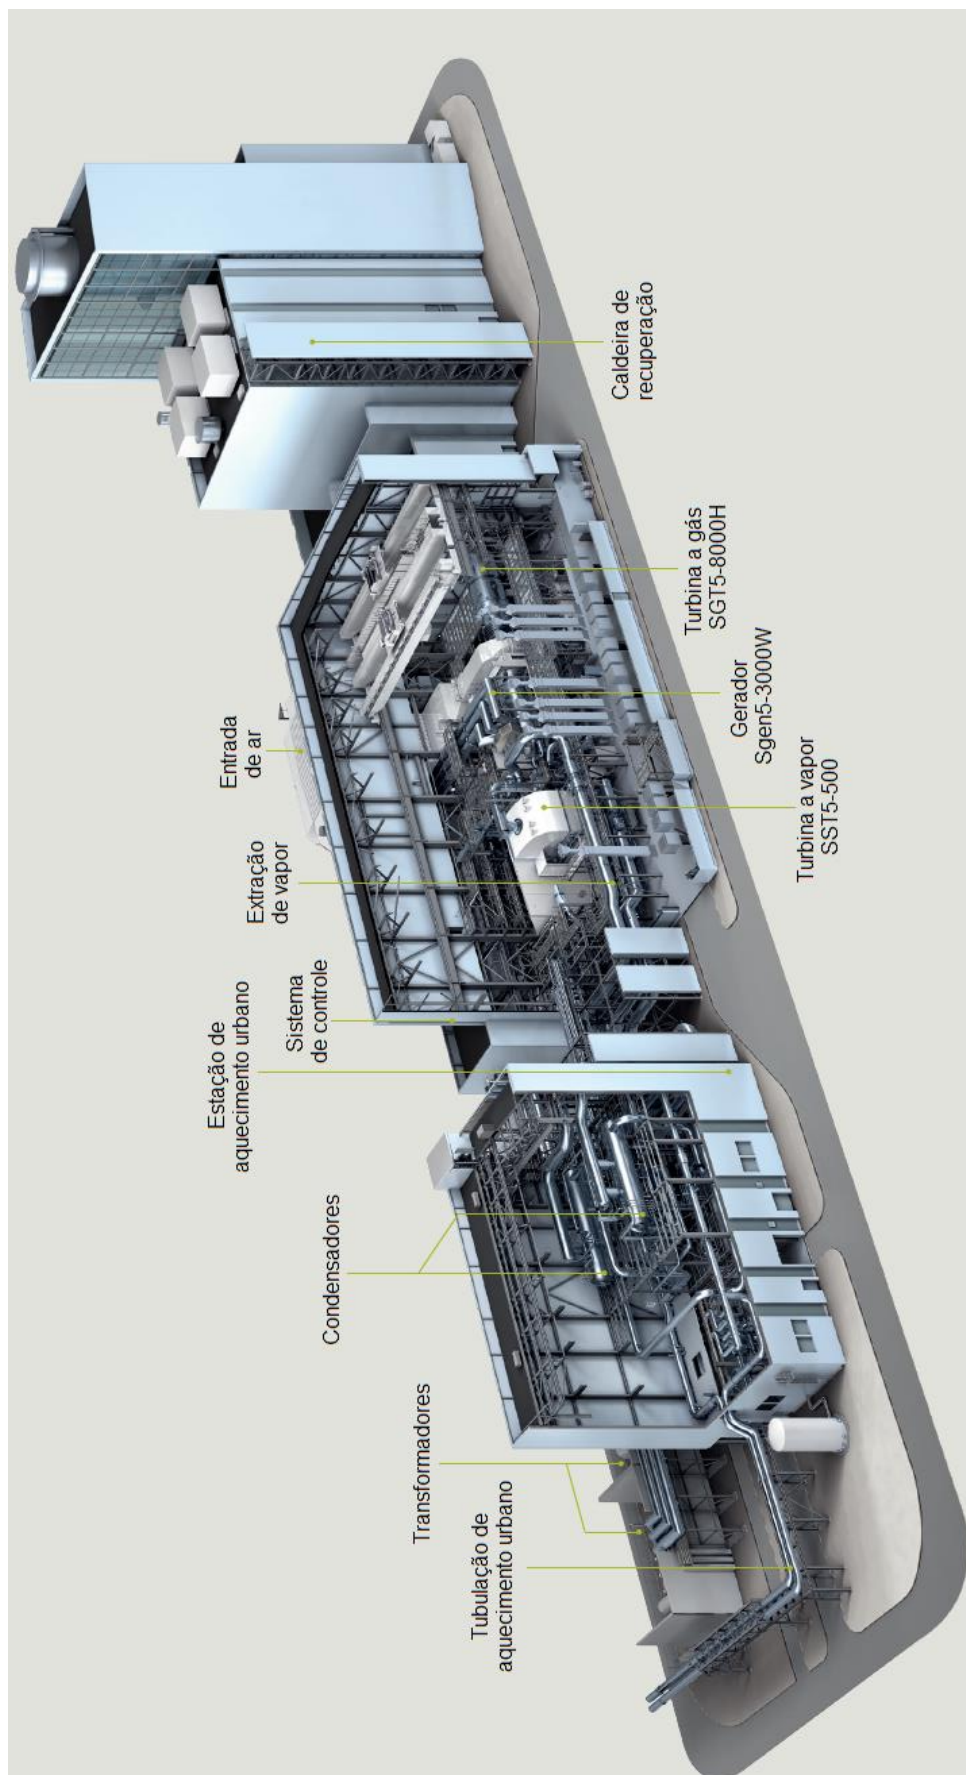 Tubulação de
aquecimento urbano
Transformadores
Condensadores
Estação de
aquecimento urbano
Sistema
de controle
Extração
de vapor
Entrada
de ar
Turbina a vapor
SST5-500
Gerador
Sgen5-3000W
Turbina a gás
SGT5-8000H
Caldeira de
recuperação